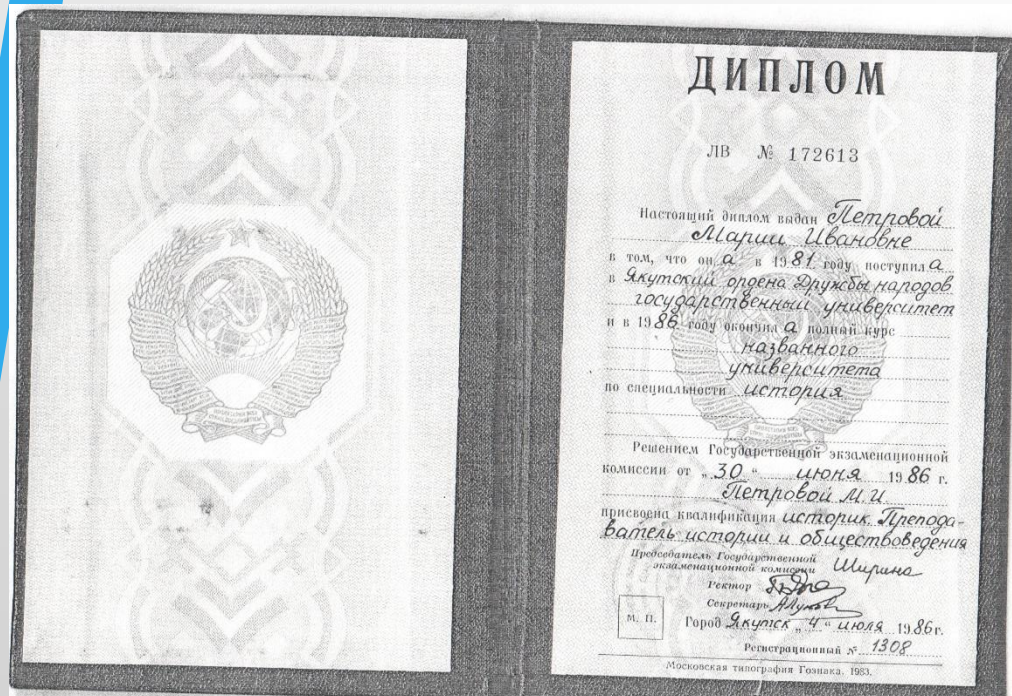 ДИПЛОМ
ЛВ № 172613
Настоящий диплом выдан Петровой
Марии Ивановне
в том, что он а в 1981 году поступил а
в Якутский ордена Дружбы народов
государственный университет
и в 1986 году окончил а полный курс
названного
университета
по специальности история
Решением Государственной экзаменационной
комиссии от „30“ июня 1986 г.
Петровой М. И
присвоена квалификация историк. Препода-
ватель истории и обществоведения
Председатель Государственной
экзаменационной комиссии Ширина
Ректор
Секретарь
М. П.
Город Якутск „4“ июля 1986 г.
Регистрационный № 1308
Московская типография Гознака. 1983.